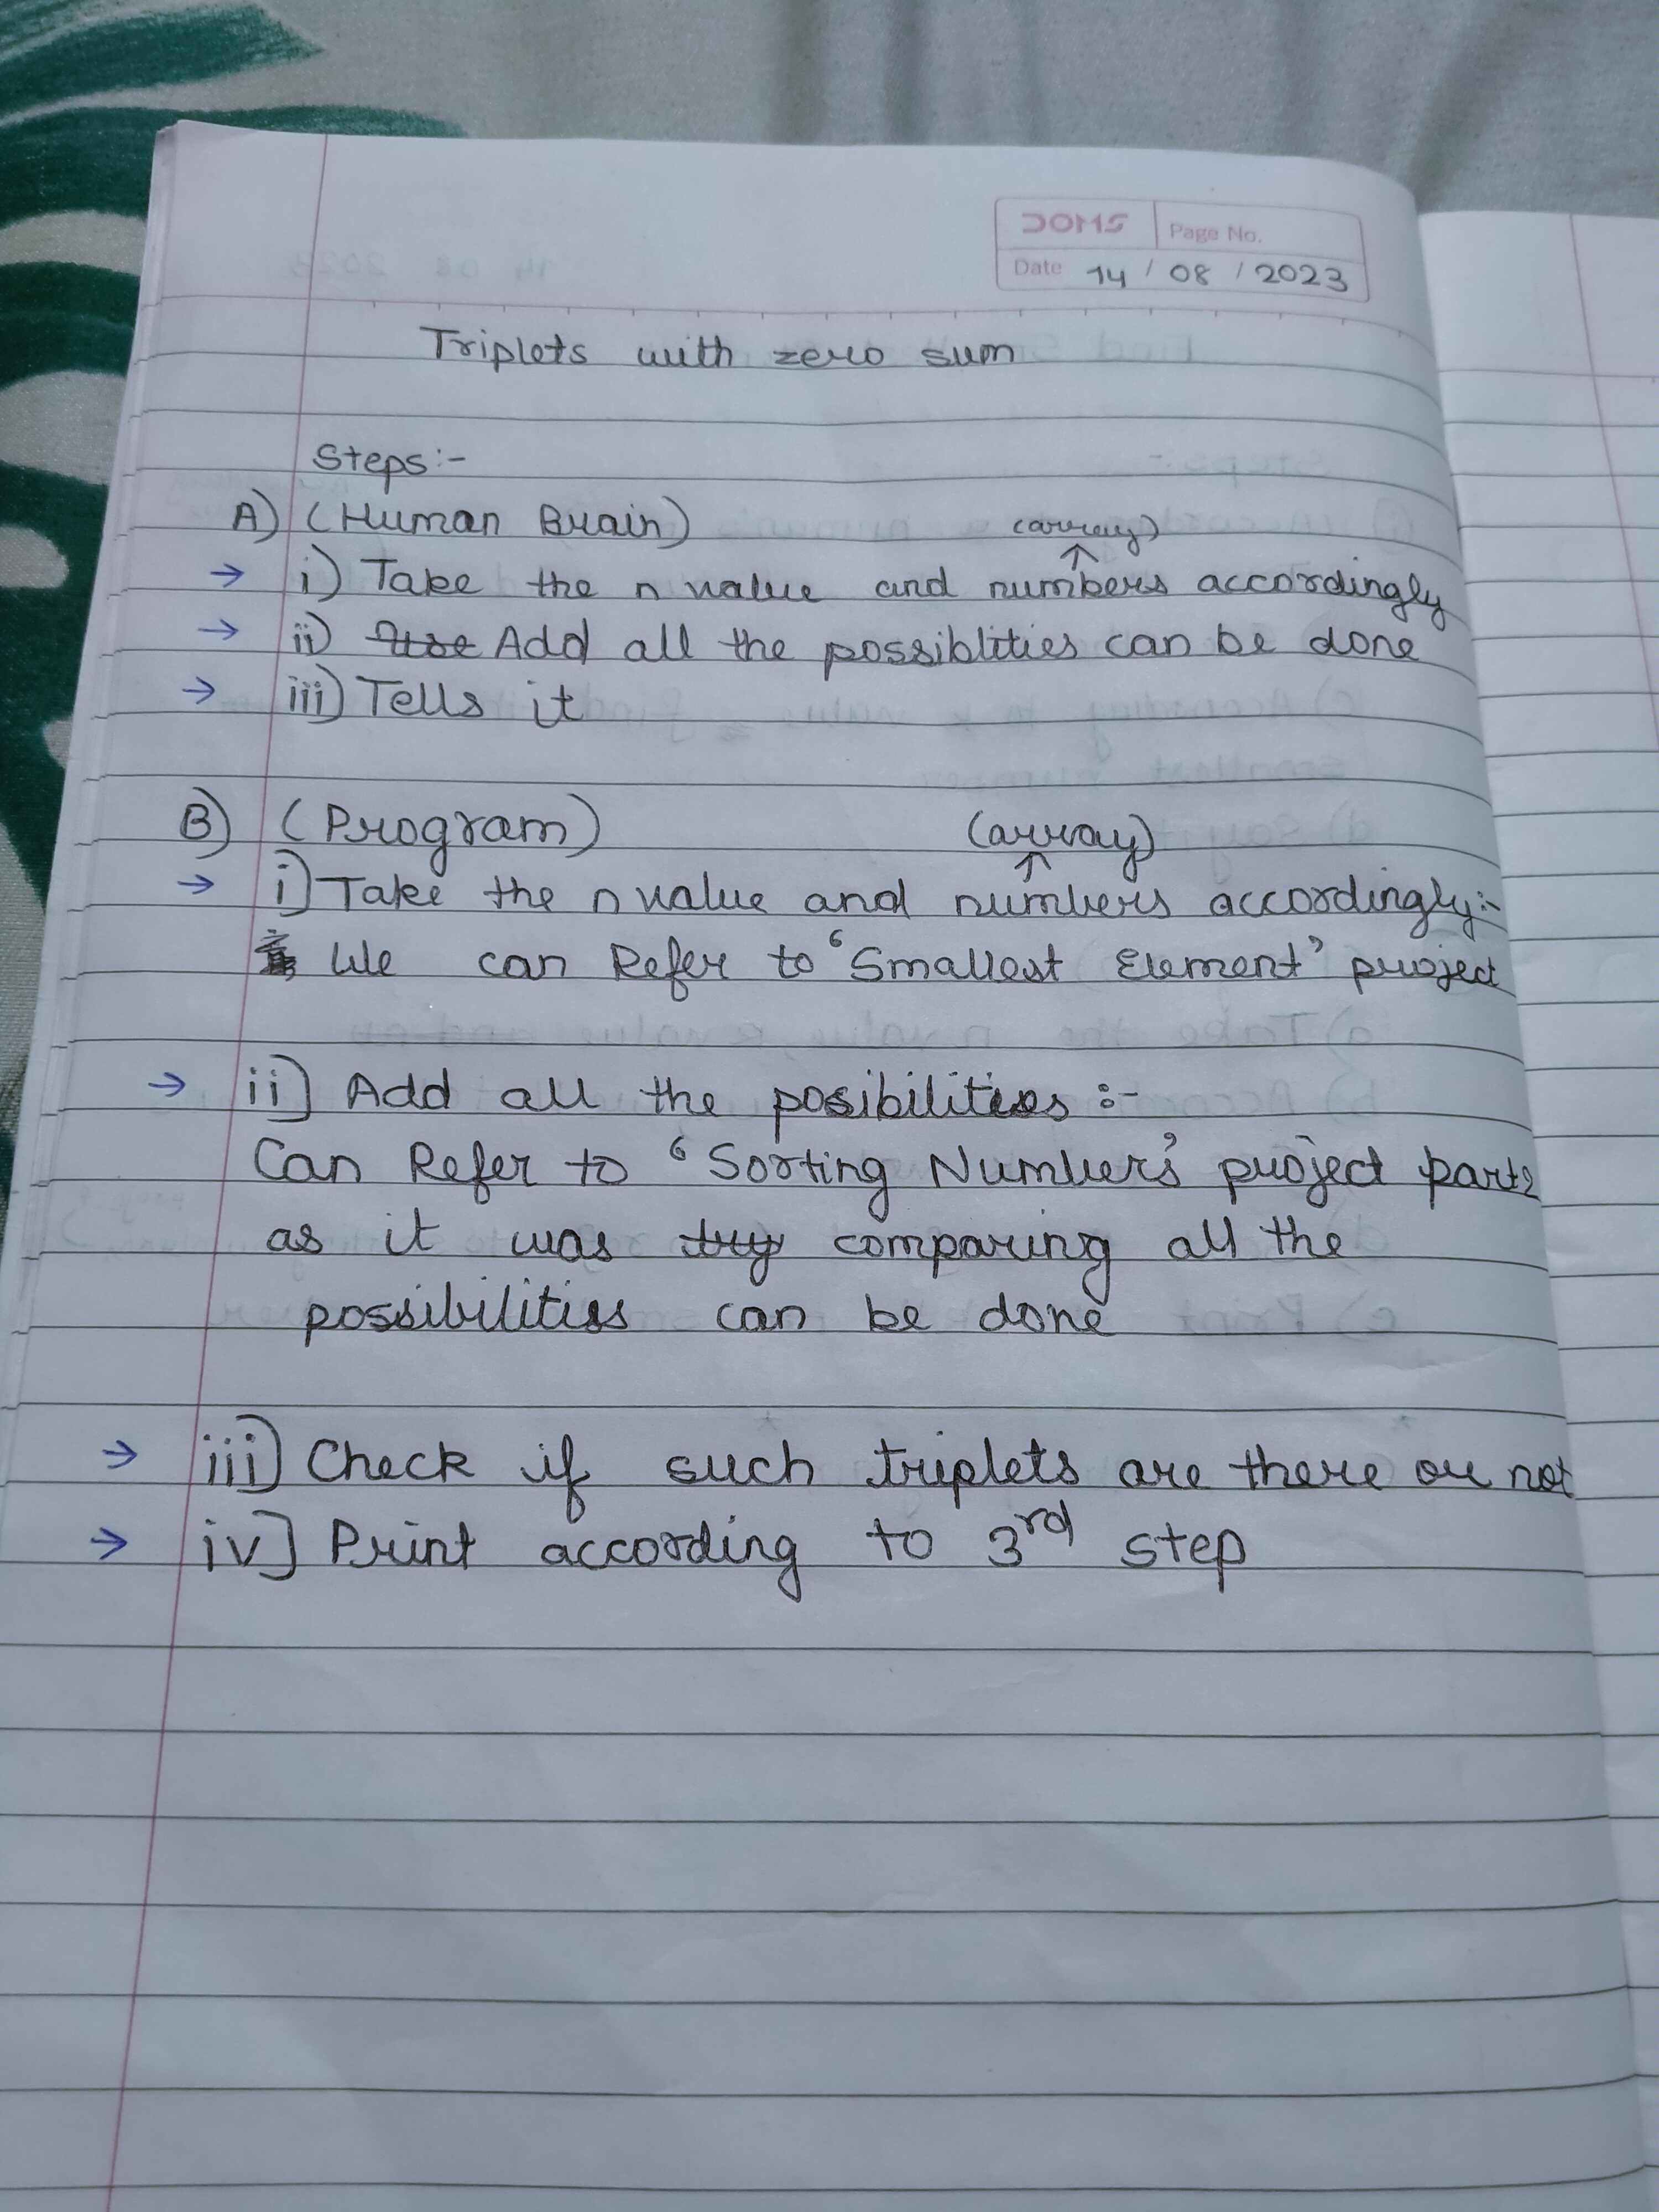 DOMS Page No.
Date 14 / 08 / 2023
Triplets with zero sum
Steps:-
A) (Human Brain) (array)
→ i) Take the n value and numbers accordingly
→ ii) Add all the possiblities can be done
→ iii) Tells it
B) (Program) (array)
→ i) Take the n value and numbers accordingly:-
We can Refer to 'Smallest Element' project
→ ii] Add all the posibilities :-
Can Refer to 'Sorting Numbers' project part2
as it was try comparing all the
possibilities can be done
→ iii] Check if such triplets are there or not
→ iv] Print according to 3rd step